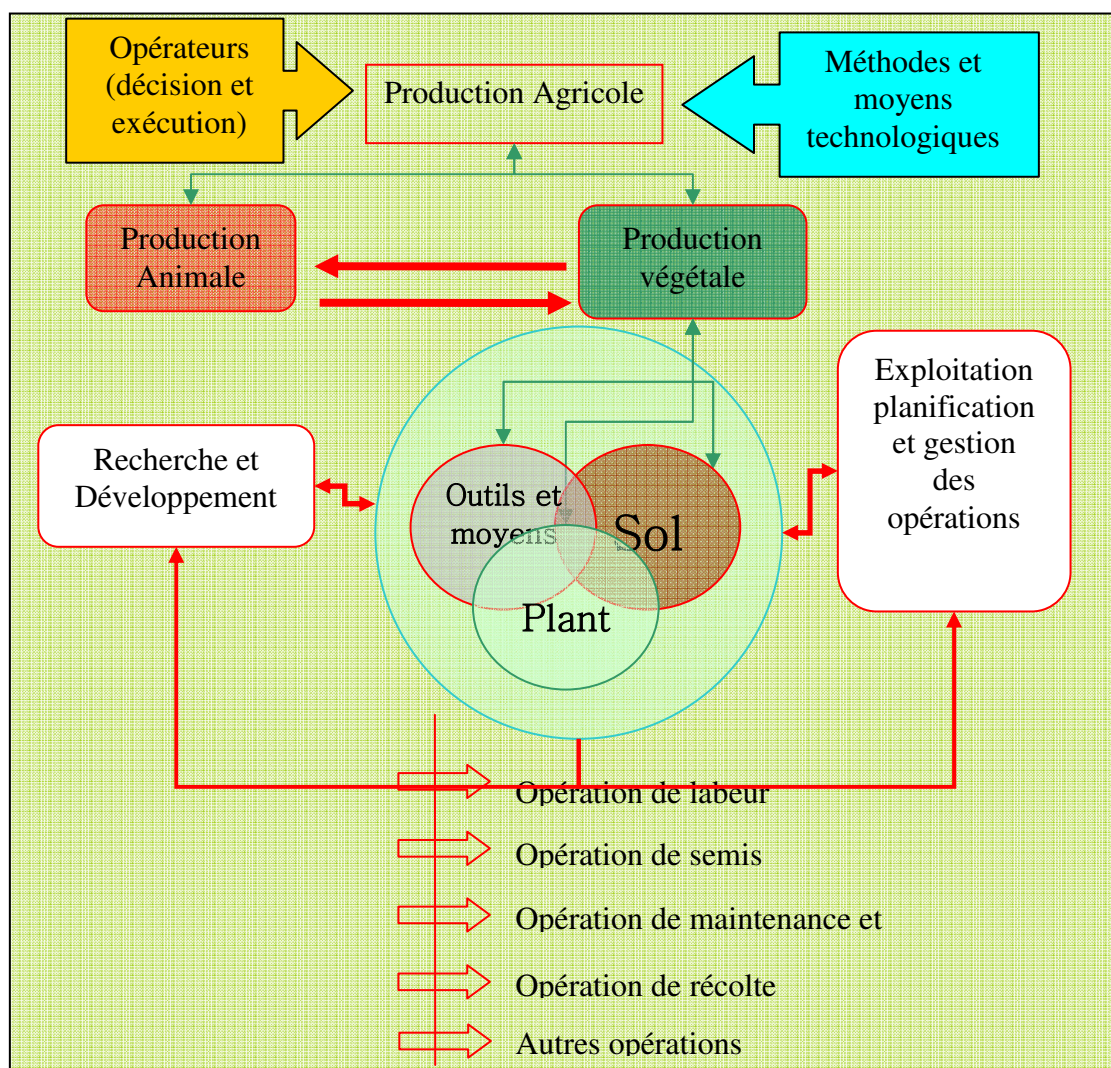 Opérateurs
(décision et
exécution)
Production Agricole
Méthodes et
moyens
technologiques
Production
Animale
Production
végétale
Exploitation
planification
et gestion
des
opérations
Recherche et
Développement
Outils et
moyens
Sol
Plant
Opération de labeur
Opération de semis
Opération de maintenance et
Opération de récolte
Autres opérations